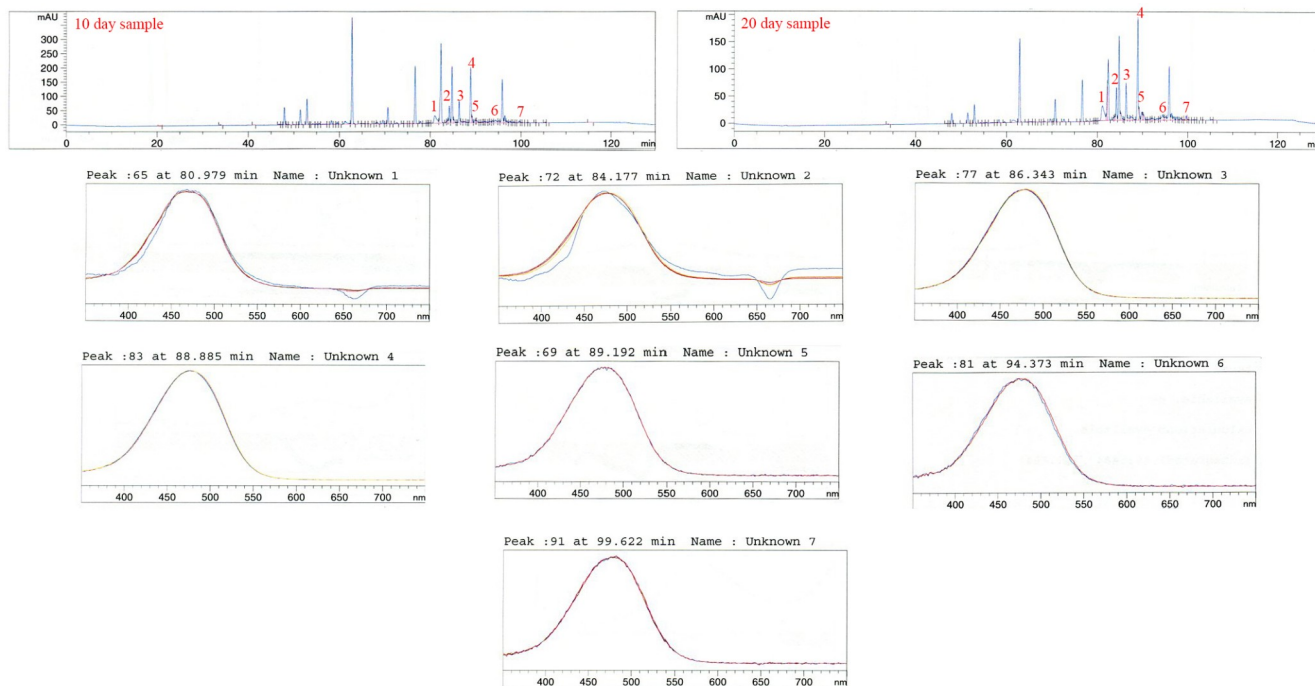 mAU
10 day sample
300
250
200
150
100
50
0
0 20 40 60 80 100 120 min
1 2 3 4 5 6 7
mAU
20 day sample
150
100
50
0
0 20 40 60 80 100 120
1 2 3 4 5 6 7
Peak :65 at 80.979 min Name : Unknown 1
400 450 500 550 600 650 700 nm
Peak :72 at 84.177 min Name : Unknown 2
400 450 500 550 600 650 700 nm
Peak :77 at 86.343 min Name : Unknown 3
400 450 500 550 600 650 700 nm
Peak :83 at 88.885 min Name : Unknown 4
400 450 500 550 600 650 700 nm
Peak :69 at 89.192 min Name : Unknown 5
400 450 500 550 600 650 700 nm
Peak :81 at 94.373 min Name : Unknown 6
400 450 500 550 600 650 700 nm
Peak :91 at 99.622 min Name : Unknown 7
400 450 500 550 600 650 700 nm